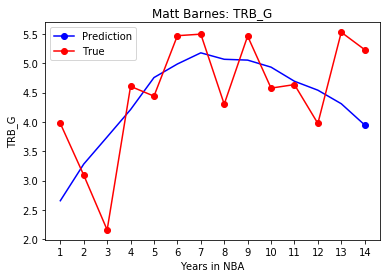 Matt Barnes: TRB_G
Prediction
True
TRB_G
5.5
5.0
4.5
4.0
3.5
3.0
2.5
2.0
1 2 3 4 5 6 7 8 9 10 11 12 13 14
Years in NBA